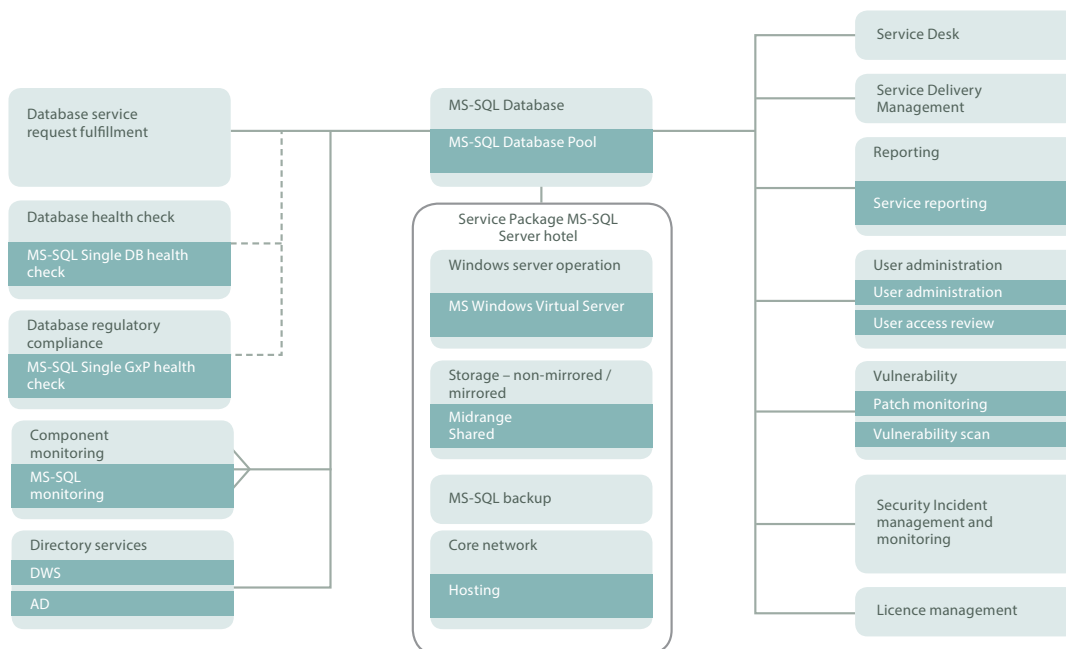 Database service
request fulfillment
Database health check
MS-SQL Single DB health
check
Database regulatory
compliance
MS-SQL Single GxP health
check
Component
monitoring
MS-SQL
monitoring
Directory services
DWS
AD
MS-SQL Database
MS-SQL Database Pool
Service Package MS-SQL
Server hotel
Windows server operation
MS Windows Virtual Server
Storage – non-mirrored /
mirrored
Midrange
Shared
MS-SQL backup
Core network
Hosting
Service Desk
Service Delivery
Management
Reporting
Service reporting
User administration
User administration
User access review
Vulnerability
Patch monitoring
Vulnerability scan
Security Incident
management and
monitoring
Licence management